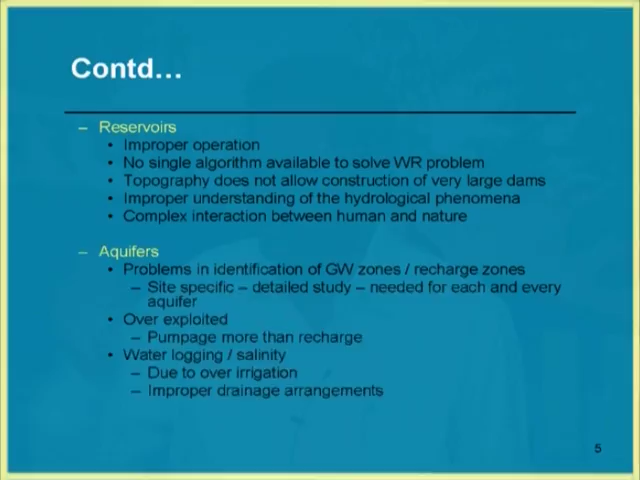 Contd...
– Reservoirs
• Improper operation
• No single algorithm available to solve WR problem
• Topography does not allow construction of very large dams
• Improper understanding of the hydrological phenomena
• Complex interaction between human and nature
– Aquifers
• Problems in identification of GW zones / recharge zones
– Site specific – detailed study – needed for each and every
aquifer
• Over exploited
– Pumpage more than recharge
• Water logging / salinity
– Due to over irrigation
– Improper drainage arrangements
5